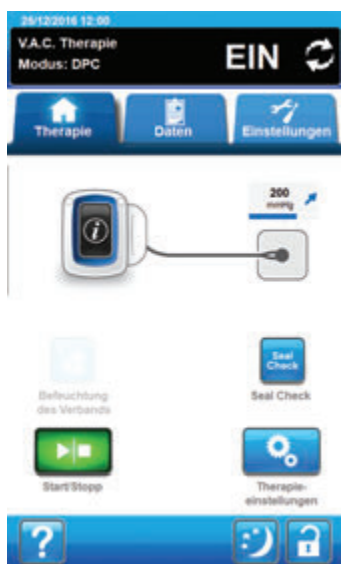 25/12/2016 12:00
V.A.C. Therapie
Modus: DPC
EIN
Therapie
Daten
Einstellungen
200
mmHg
i
Seal
Check
Befeuchtung
des Verbands
Seal Check
Start/Stopp
Therapie-
einstellungen
?